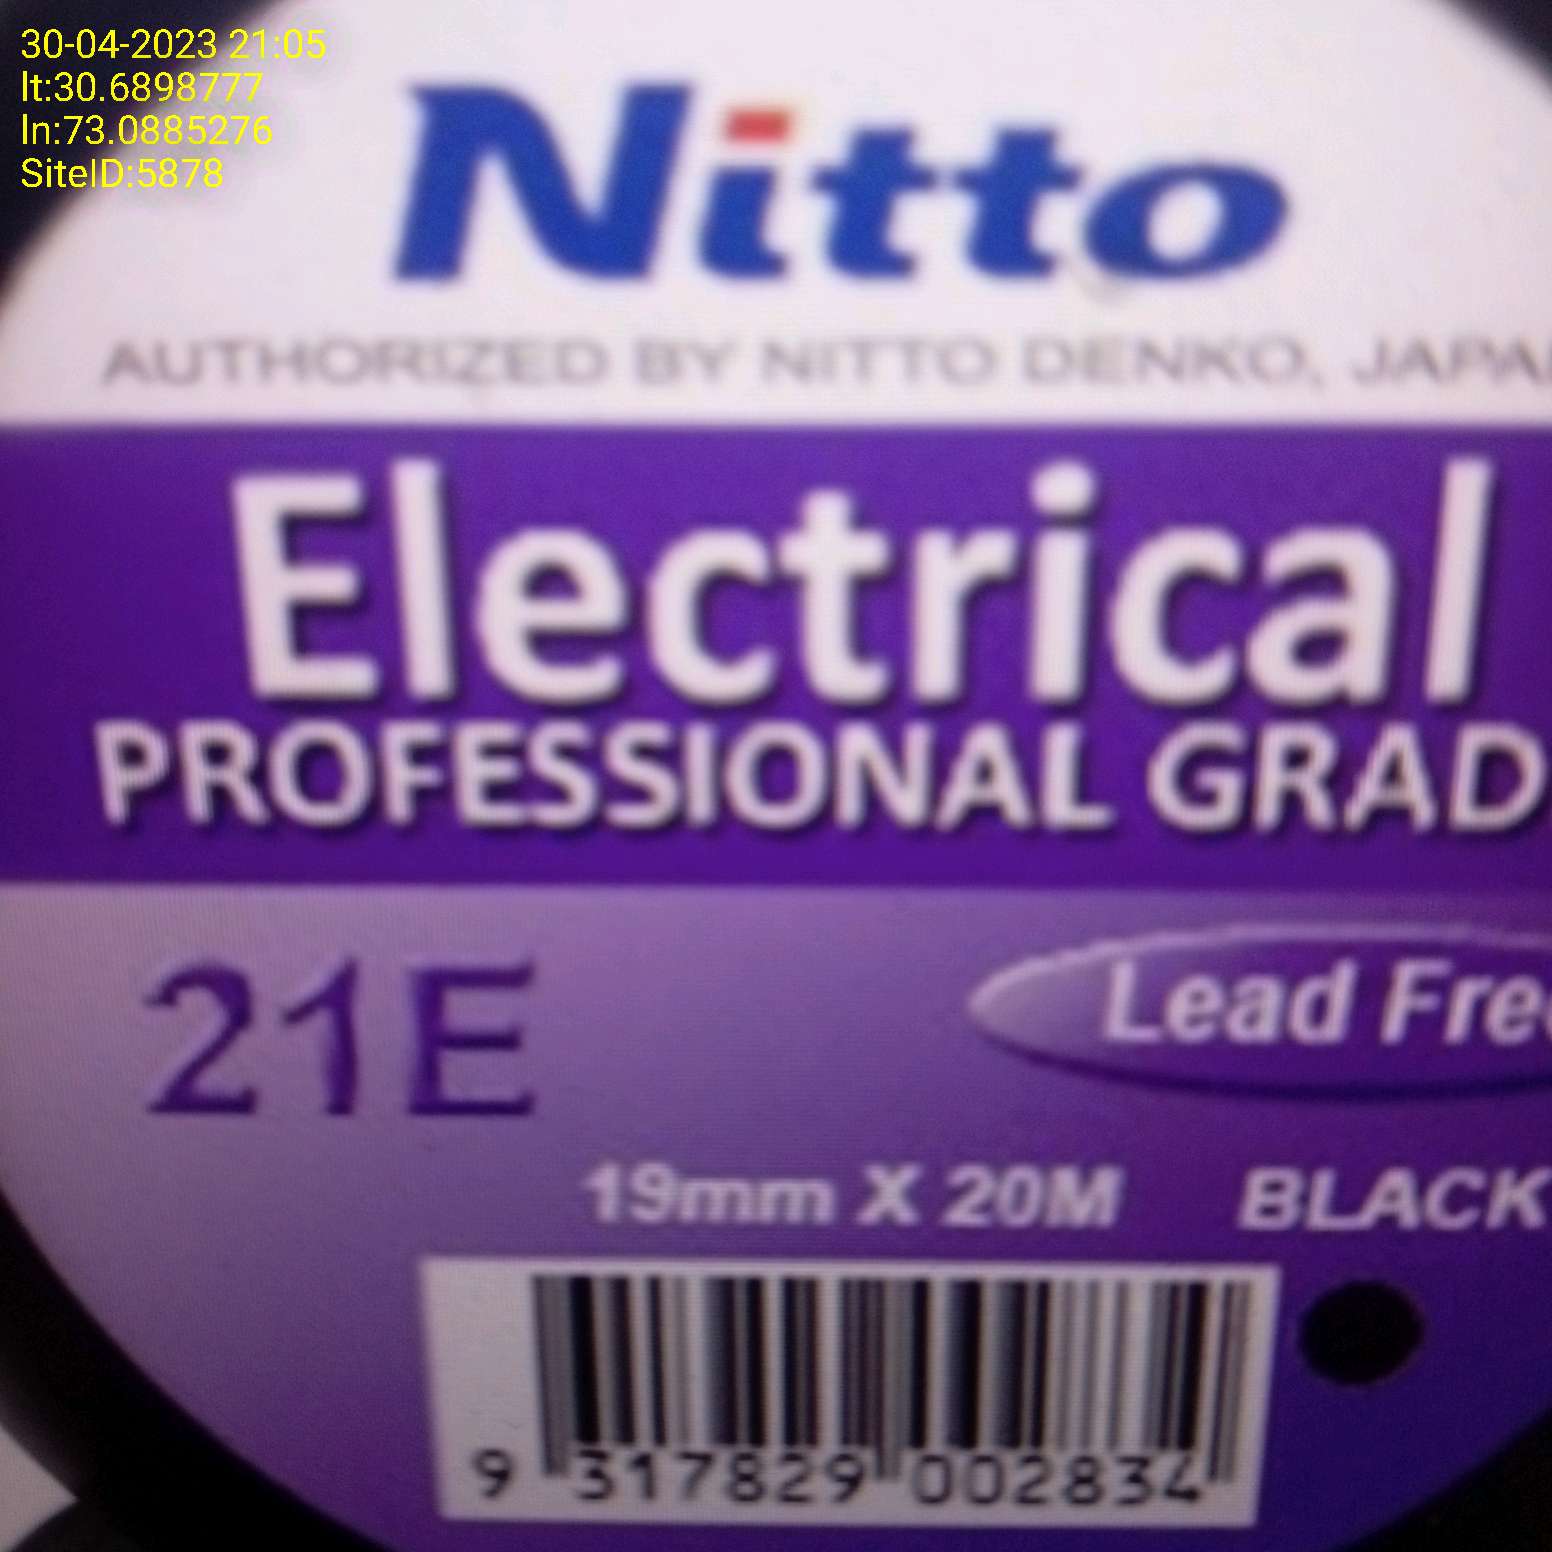 30-04-2023 21:05
lt:30.6898777
ln:73.0885276
SiteID:5878
Nitto
AUTHORIZED BY NITTO DENKO, JAPA
Electrical
PROFESSIONAL GRAD
21E
Lead Free
19mm X 20M BLACK
9 317829 002834